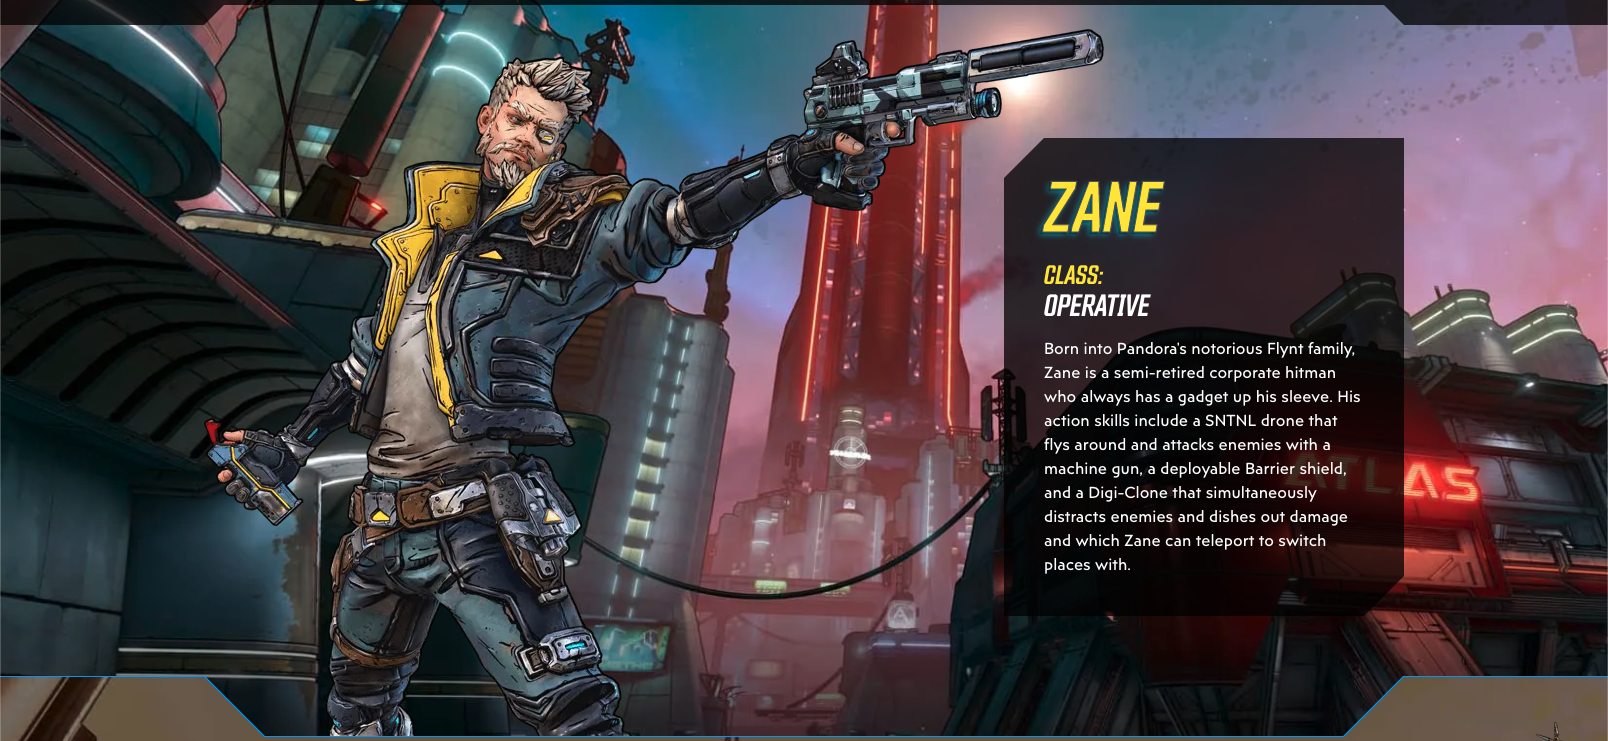 ZANE
CLASS:
OPERATIVE
Born into Pandora's notorious Flynt family,
Zane is a semi-retired corporate hitman
who always has a gadget up his sleeve. His
action skills include a SNTNL drone that
flys around and attacks enemies with a
machine gun, a deployable Barrier shield,
and a Digi-Clone that simultaneously
distracts enemies and dishes out damage
and which Zane can teleport to switch
places with.
ATLAS